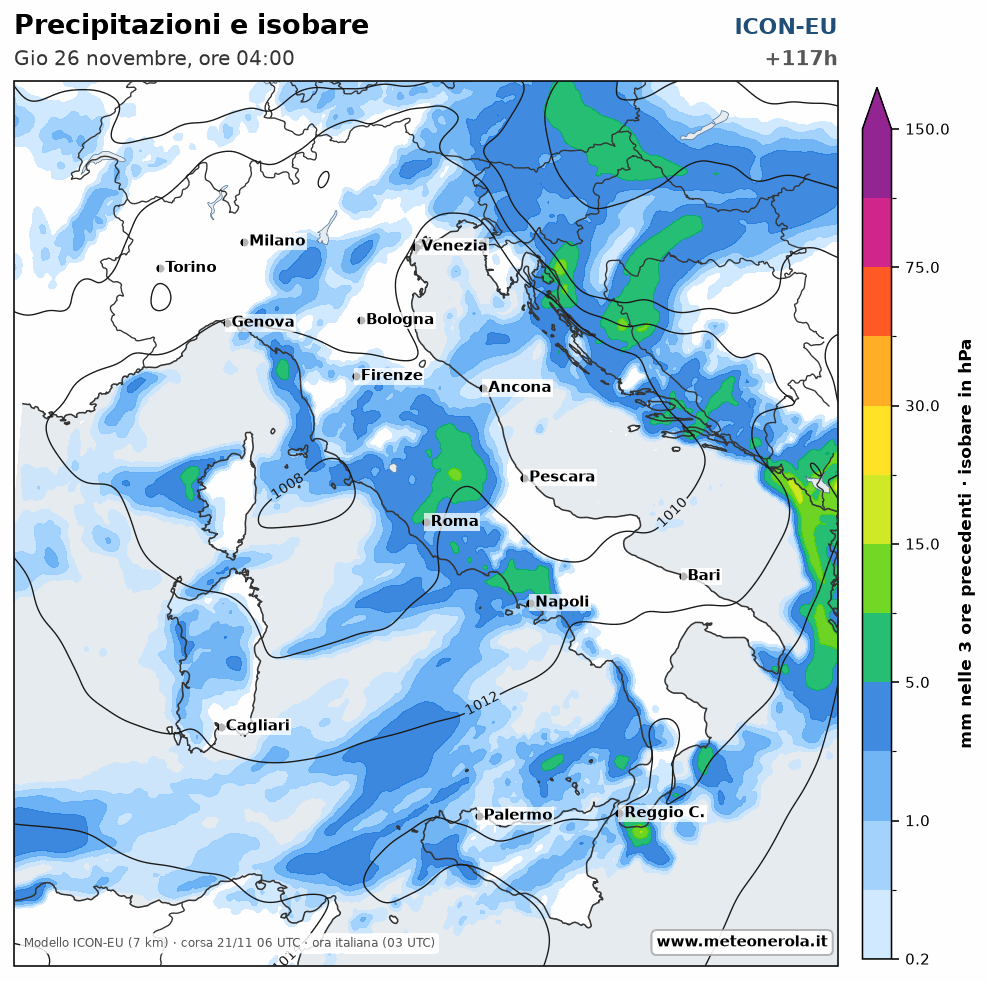 Precipitazioni e isobare
ICON-EU
Gio 26 novembre, ore 04:00
+117h
Milano
Venezia
Torino
Genova
Bologna
Firenze
Ancona
1008
Pescara
1010
Roma
Bari
Napoli
1012
Cagliari
Palermo
Reggio C.
Modello ICON-EU (7 km) · corsa 21/11 06 UTC · ora italiana (03 UTC)
www.meteonerola.it
150.0
75.0
30.0
15.0
5.0
1.0
0.2
mm nelle 3 ore precedenti · isobare in hPa